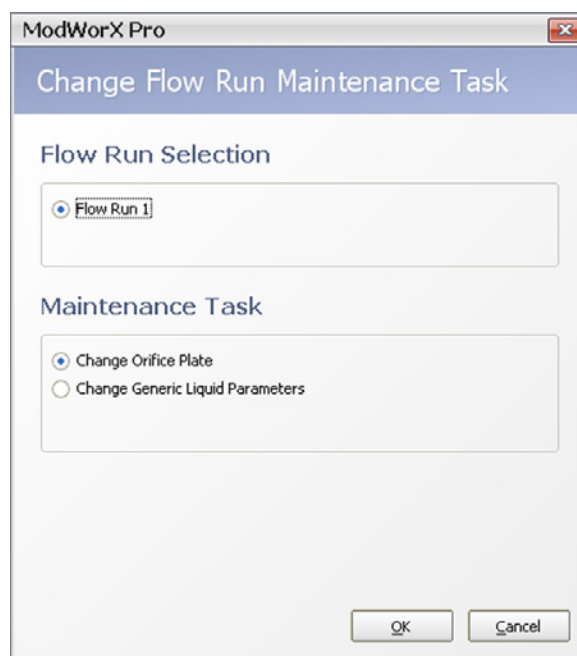 ModWorX Pro
Change Flow Run Maintenance Task
Flow Run Selection
Flow Run 1
Maintenance Task
Change Orifice Plate
Change Generic Liquid Parameters
OK
Cancel